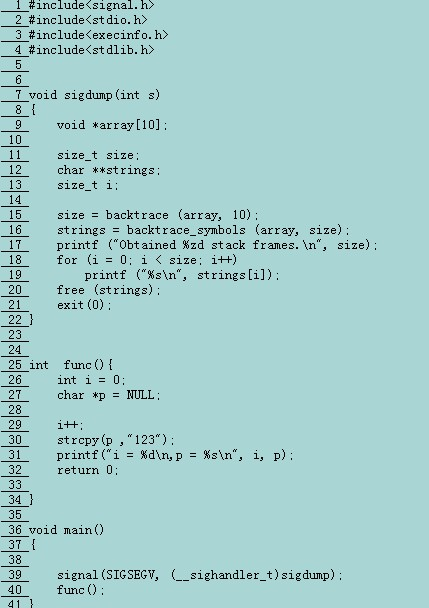 1 #include<signal.h>
2 #include<stdio.h>
3 #include<execinfo.h>
4 #include<stdlib.h>
5
6
7 void sigdump(int s)
8 {
9     void *array[10];
10
11     size_t size;
12     char **strings;
13     size_t i;
14
15     size = backtrace (array, 10);
16     strings = backtrace_symbols (array, size);
17     printf ("Obtained %zd stack frames.\n", size);
18     for (i = 0; i < size; i++)
19         printf ("%s\n", strings[i]);
20     free (strings);
21     exit(0);
22 }
23
24
25 int  func(){
26     int i = 0;
27     char *p = NULL;
28
29     i++;
30     strcpy(p ,"123");
31     printf("i = %d\n,p = %s\n", i, p);
32     return 0;
33
34 }
35
36 void main()
37 {
38
39     signal(SIGSEGV, (__sighandler_t)sigdump);
40     func();
41 }